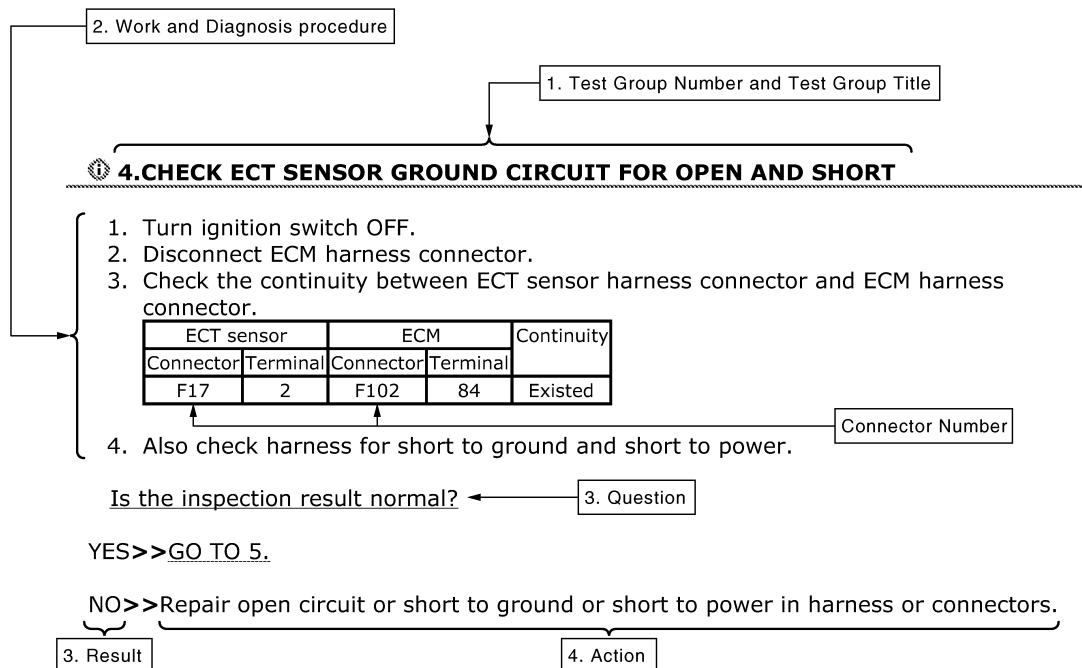 2. Work and Diagnosis procedure
1. Test Group Number and Test Group Title
4.CHECK ECT SENSOR GROUND CIRCUIT FOR OPEN AND SHORT
1. Turn ignition switch OFF.
2. Disconnect ECM harness connector.
3. Check the continuity between ECT sensor harness connector and ECM harness
connector.
ECT sensor ECM Continuity
Connector Terminal Connector Terminal
F17 2 F102 84 Existed
Connector Number
4. Also check harness for short to ground and short to power.
Is the inspection result normal? 3. Question
YES>>GO TO 5.
NO>>Repair open circuit or short to ground or short to power in harness or connectors.
3. Result 4. Action